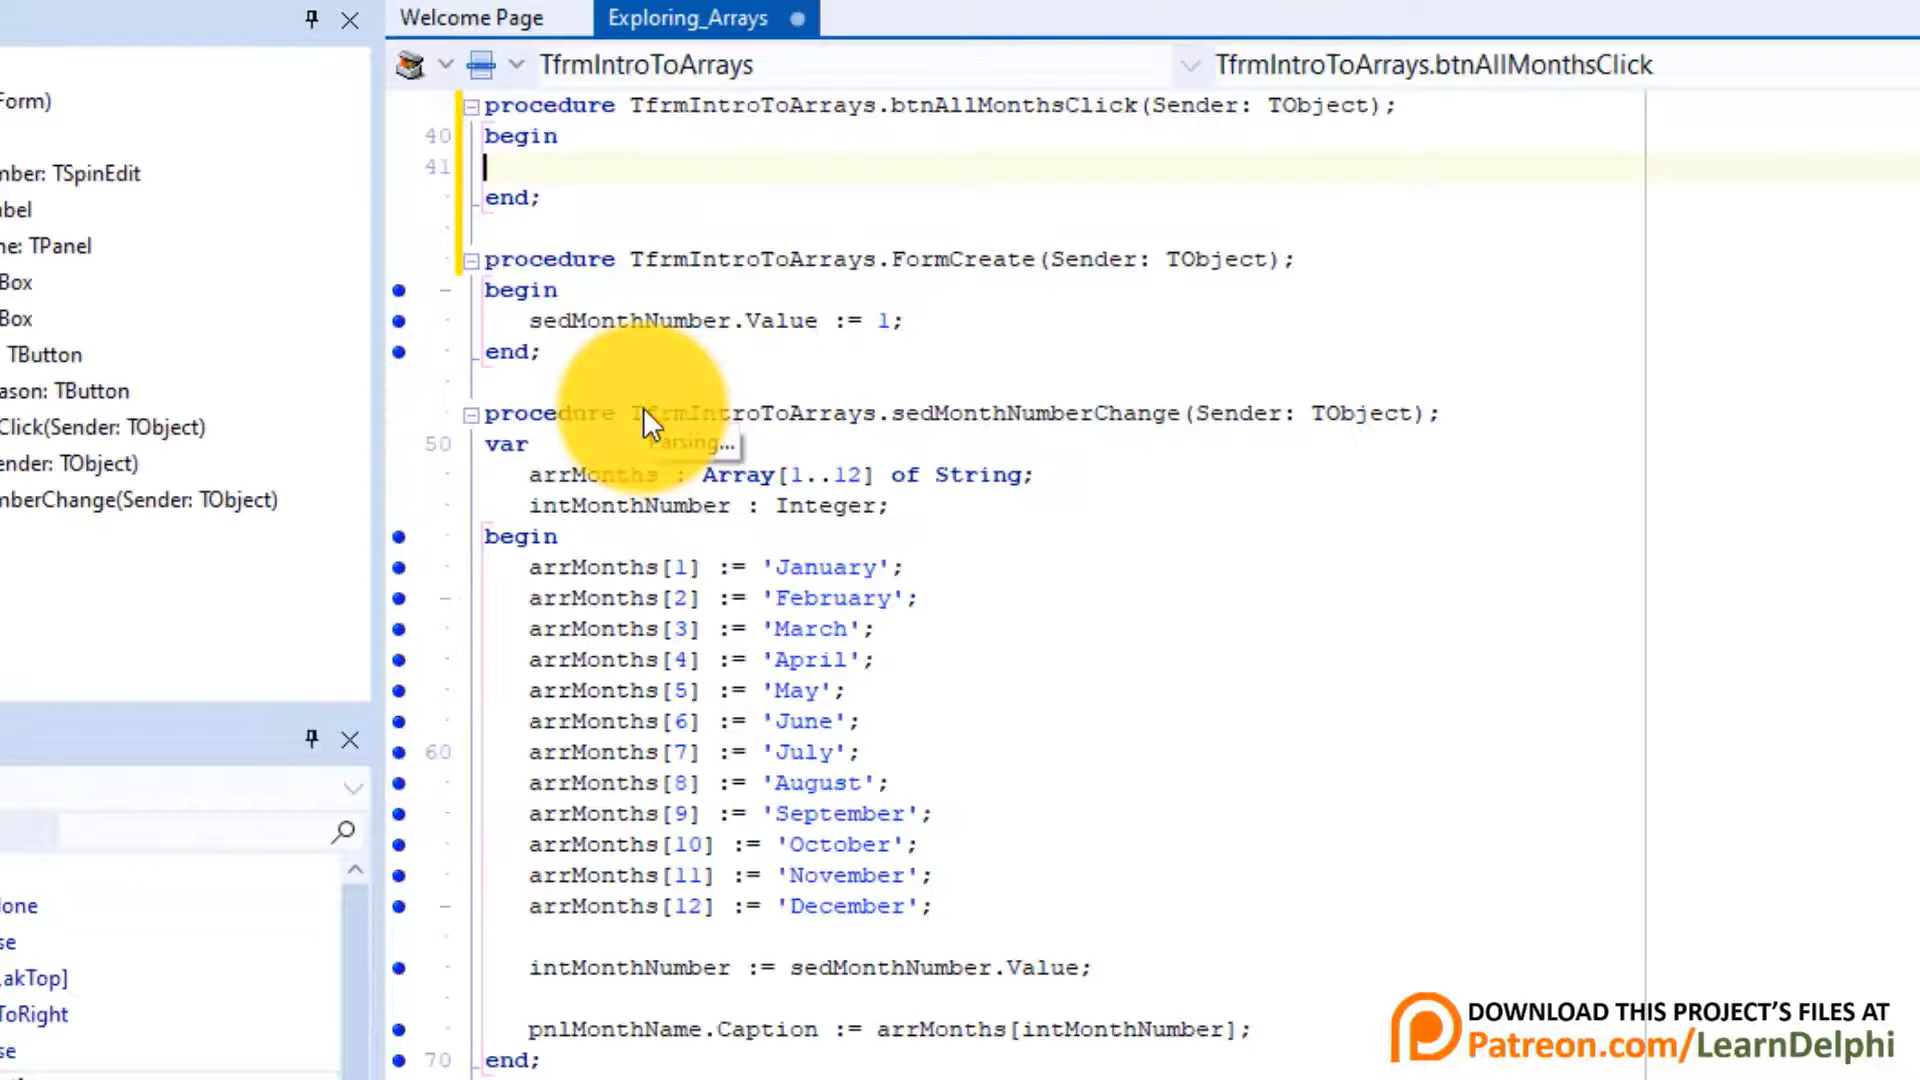 Welcome Page
Exploring_Arrays
TfrmIntroToArrays
TfrmIntroToArrays.btnAllMonthsClick
Form)
mber: TSpinEdit
abel
ne: TPanel
Box
Box
TButton
ason: TButton
Click(Sender: TObject)
ender: TObject)
mberChange(Sender: TObject)
lone
se
,akTop]
ToRight
se
procedure TfrmIntroToArrays.btnAllMonthsClick(Sender: TObject);
40 begin
41
end;
procedure TfrmIntroToArrays.FormCreate(Sender: TObject);
begin
sedMonthNumber.Value := 1;
end;
procedure TfrmIntroToArrays.sedMonthNumberChange(Sender: TObject);
50 var
Parsing...
arrMonths : Array[1..12] of String;
intMonthNumber : Integer;
begin
arrMonths[1] := 'January';
arrMonths[2] := 'February';
arrMonths[3] := 'March';
arrMonths[4] := 'April';
arrMonths[5] := 'May';
arrMonths[6] := 'June';
60 arrMonths[7] := 'July';
arrMonths[8] := 'August';
arrMonths[9] := 'September';
arrMonths[10] := 'October';
arrMonths[11] := 'November';
arrMonths[12] := 'December';
intMonthNumber := sedMonthNumber.Value;
pnlMonthName.Caption := arrMonths[intMonthNumber];
70 end;
DOWNLOAD THIS PROJECT'S FILES AT
Patreon.com/LearnDelphi